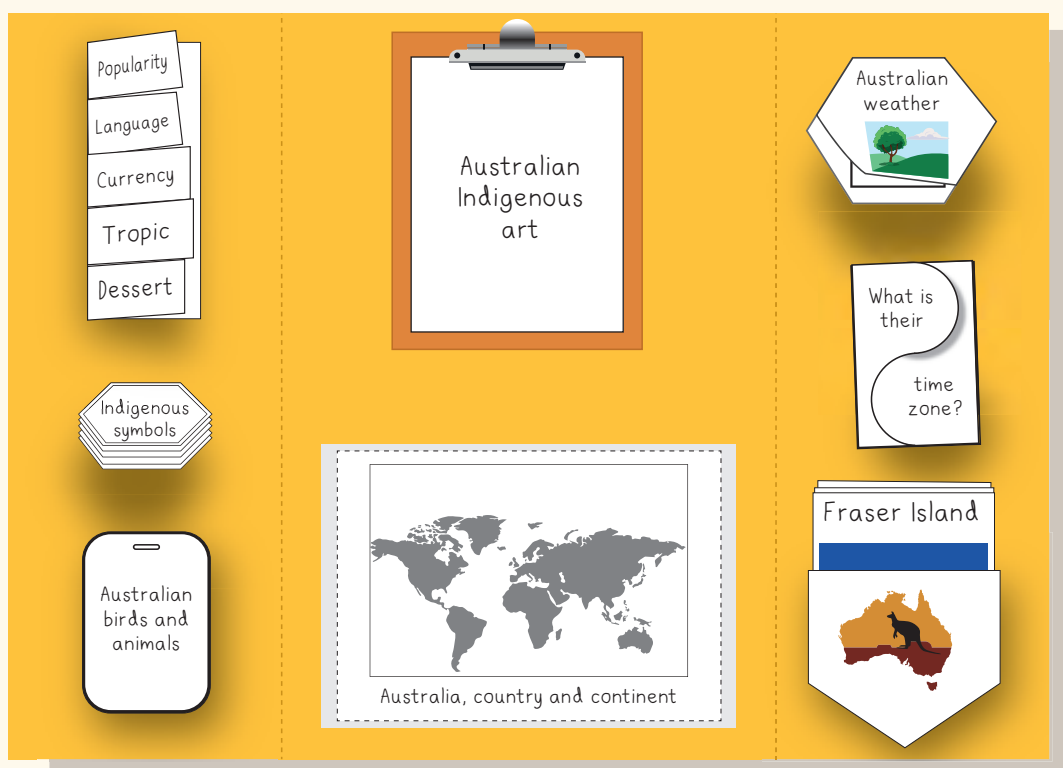 Popularity
Language
Currency
Tropic
Dessert
Indigenous
symbols
Australian
birds and
animals
Australian
Indigenous
art
Australia, country and continent
Australian
weather
What is
their
time
zone?
Fraser Island